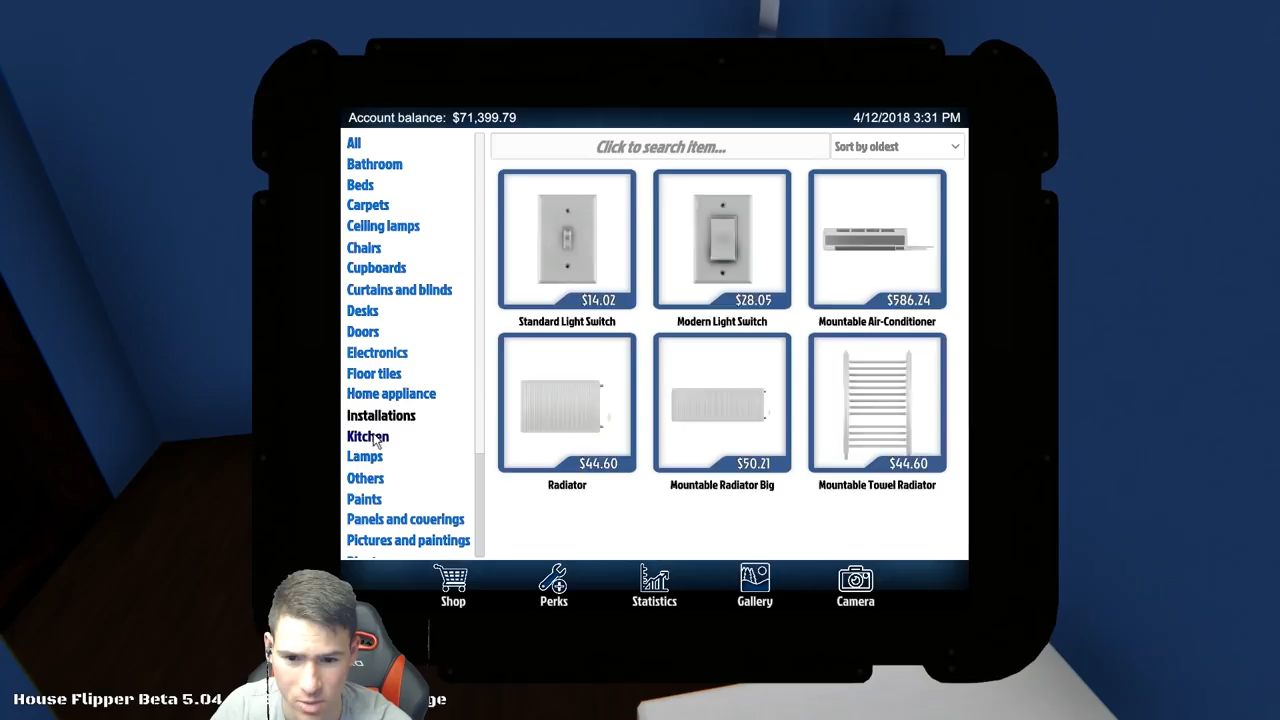 Account balance: $71,399.79
4/12/2018 3:31 PM
All
Bathroom
Beds
Carpets
Ceiling lamps
Chairs
Cupboards
Curtains and blinds
Desks
Doors
Electronics
Floor tiles
Home appliance
Installations
Kitchen
Lamps
Others
Paints
Panels and coverings
Pictures and paintings
Click to search item...
Sort by oldest
$14.02
$28.05
$586.24
Standard Light Switch
Modern Light Switch
Mountable Air-Conditioner
$44.60
$50.21
$44.60
Radiator
Mountable Radiator Big
Mountable Towel Radiator
Shop
Perks
Statistics
Gallery
Camera
House Flipper Beta 5.04
ge